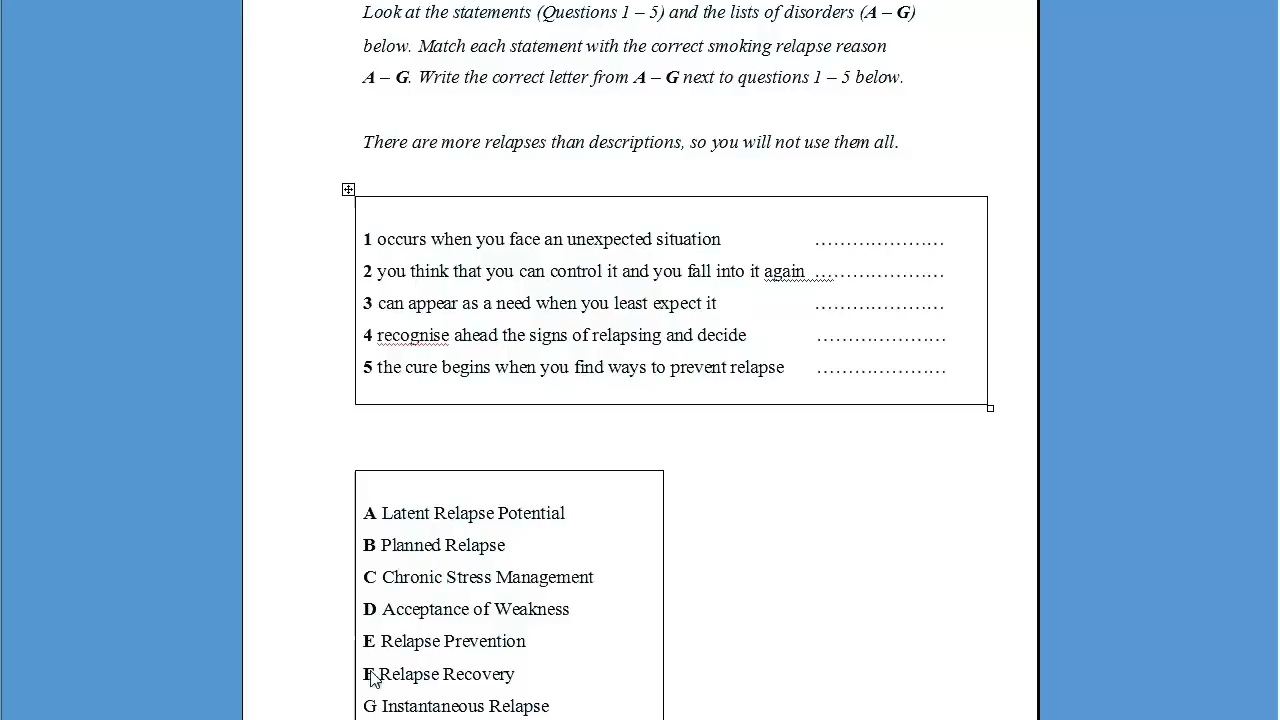 Look at the statements (Questions 1 – 5) and the lists of disorders (A – G)
below. Match each statement with the correct smoking relapse reason
A – G. Write the correct letter from A – G next to questions 1 – 5 below.
There are more relapses than descriptions, so you will not use them all.
1 occurs when you face an unexpected situation ………………….
2 you think that you can control it and you fall into it again ………………….
3 can appear as a need when you least expect it ………………….
4 recognise ahead the signs of relapsing and decide ………………….
5 the cure begins when you find ways to prevent relapse ………………….
A Latent Relapse Potential
B Planned Relapse
C Chronic Stress Management
D Acceptance of Weakness
E Relapse Prevention
F Relapse Recovery
G Instantaneous Relapse